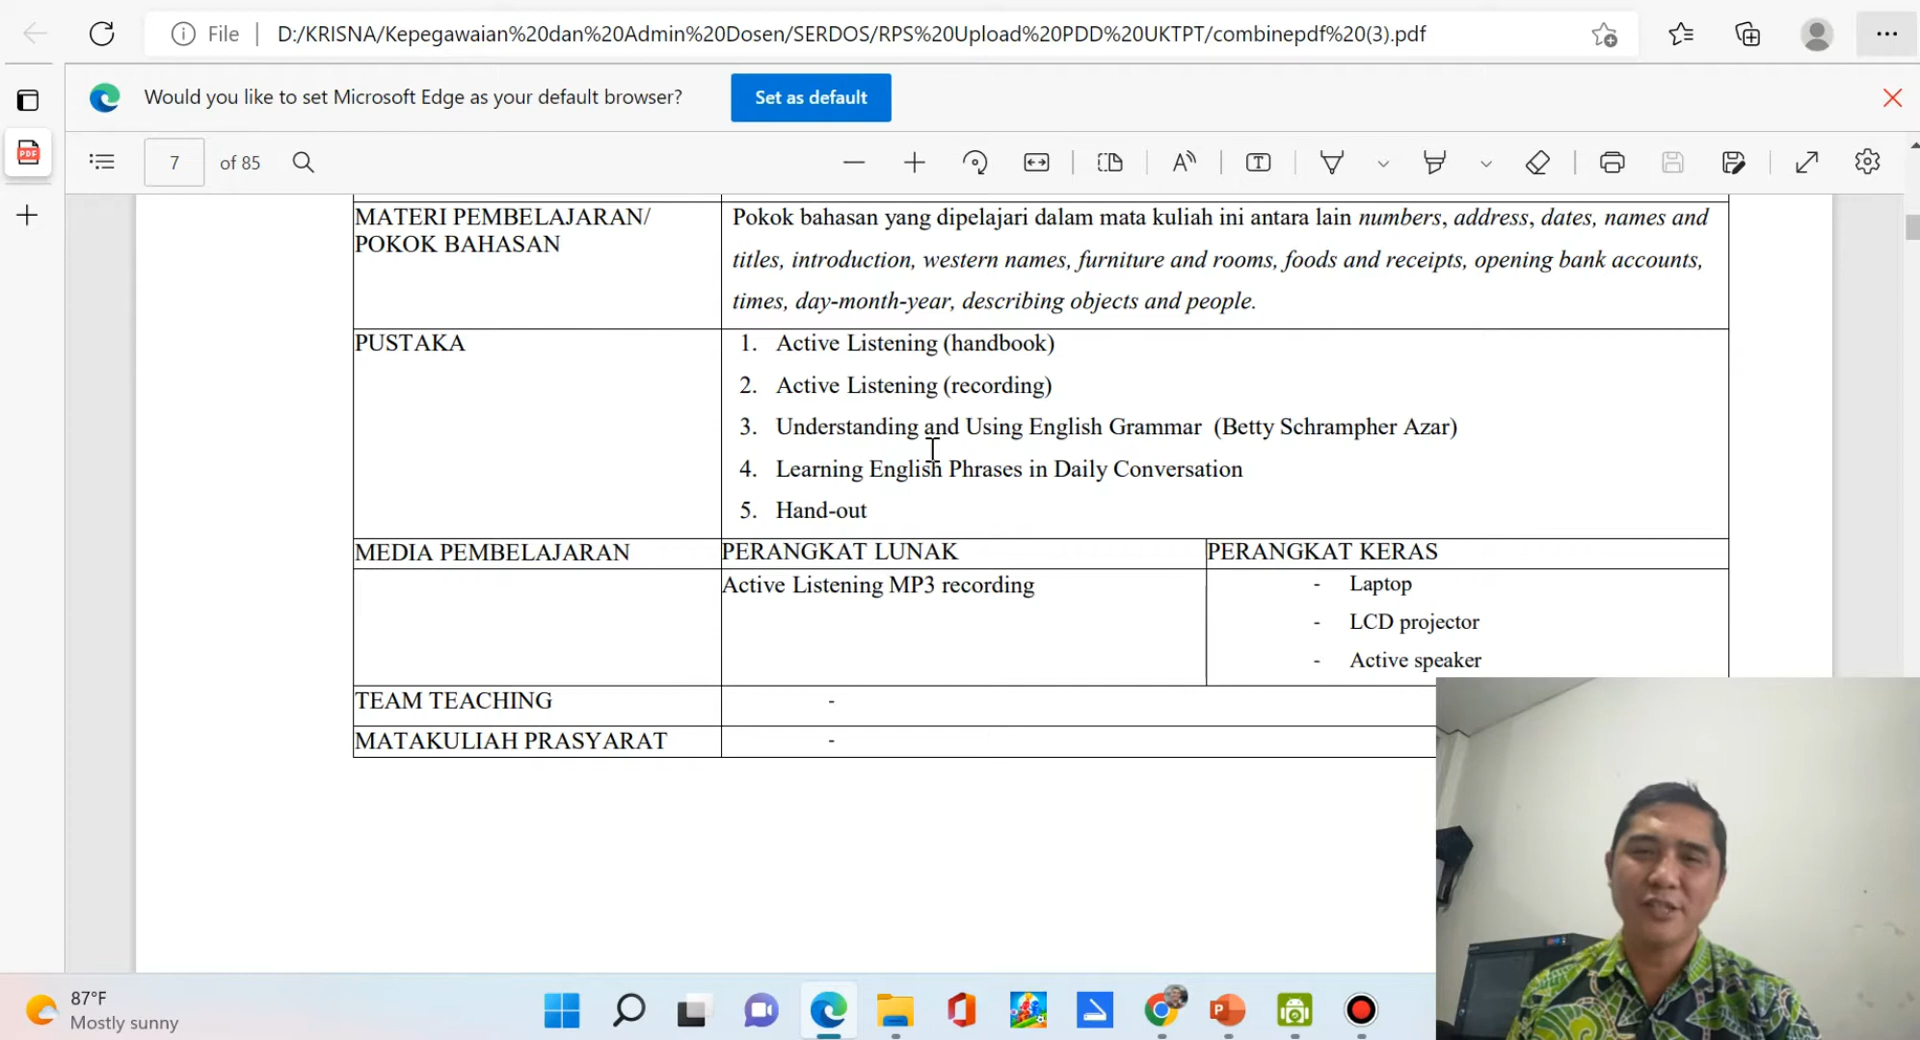 File | D:/KRISNA/Kepegawaian%20dan%20Admin%20Dosen/SERDOS/RPS%20Upload%20PDD%20UKTPT/combinepdf%20(3).pdf
Would you like to set Microsoft Edge as your default browser? Set as default
PDF
7 of 85
MATERI PEMBELAJARAN/
POKOK BAHASAN
Pokok bahasan yang dipelajari dalam mata kuliah ini antara lain numbers, address, dates, names and
titles, introduction, western names, furniture and rooms, foods and receipts, opening bank accounts,
times, day-month-year, describing objects and people.
PUSTAKA
1. Active Listening (handbook)
2. Active Listening (recording)
3. Understanding and Using English Grammar (Betty Schrampher Azar)
4. Learning English Phrases in Daily Conversation
5. Hand-out
MEDIA PEMBELAJARAN PERANGKAT LUNAK PERANGKAT KERAS
Active Listening MP3 recording
- Laptop
- LCD projector
- Active speaker
TEAM TEACHING -
MATAKULIAH PRASYARAT -
87°F
Mostly sunny